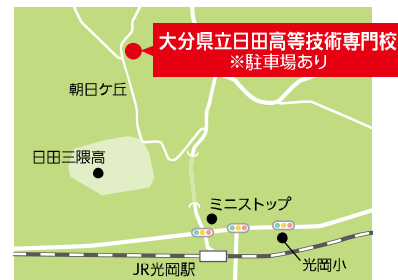 大分県立日田高等技術専門校
※駐車場あり
朝日ケ丘
日田三隈高
ミニストップ
JR光岡駅
光岡小